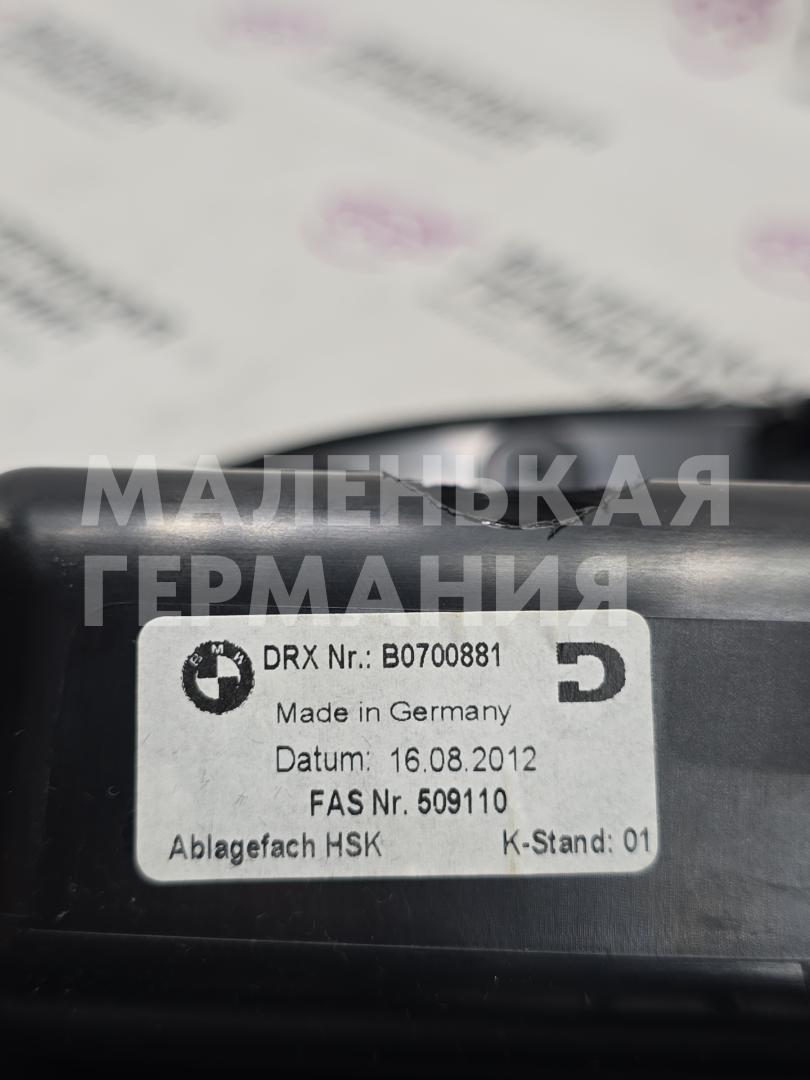 МАЛЕНЬКАЯ
ГЕРМАНИЯ
BMW DRX Nr.: B0700881
Made in Germany
Datum: 16.08.2012
FAS Nr. 509110
Ablagefach HSK K-Stand: 01